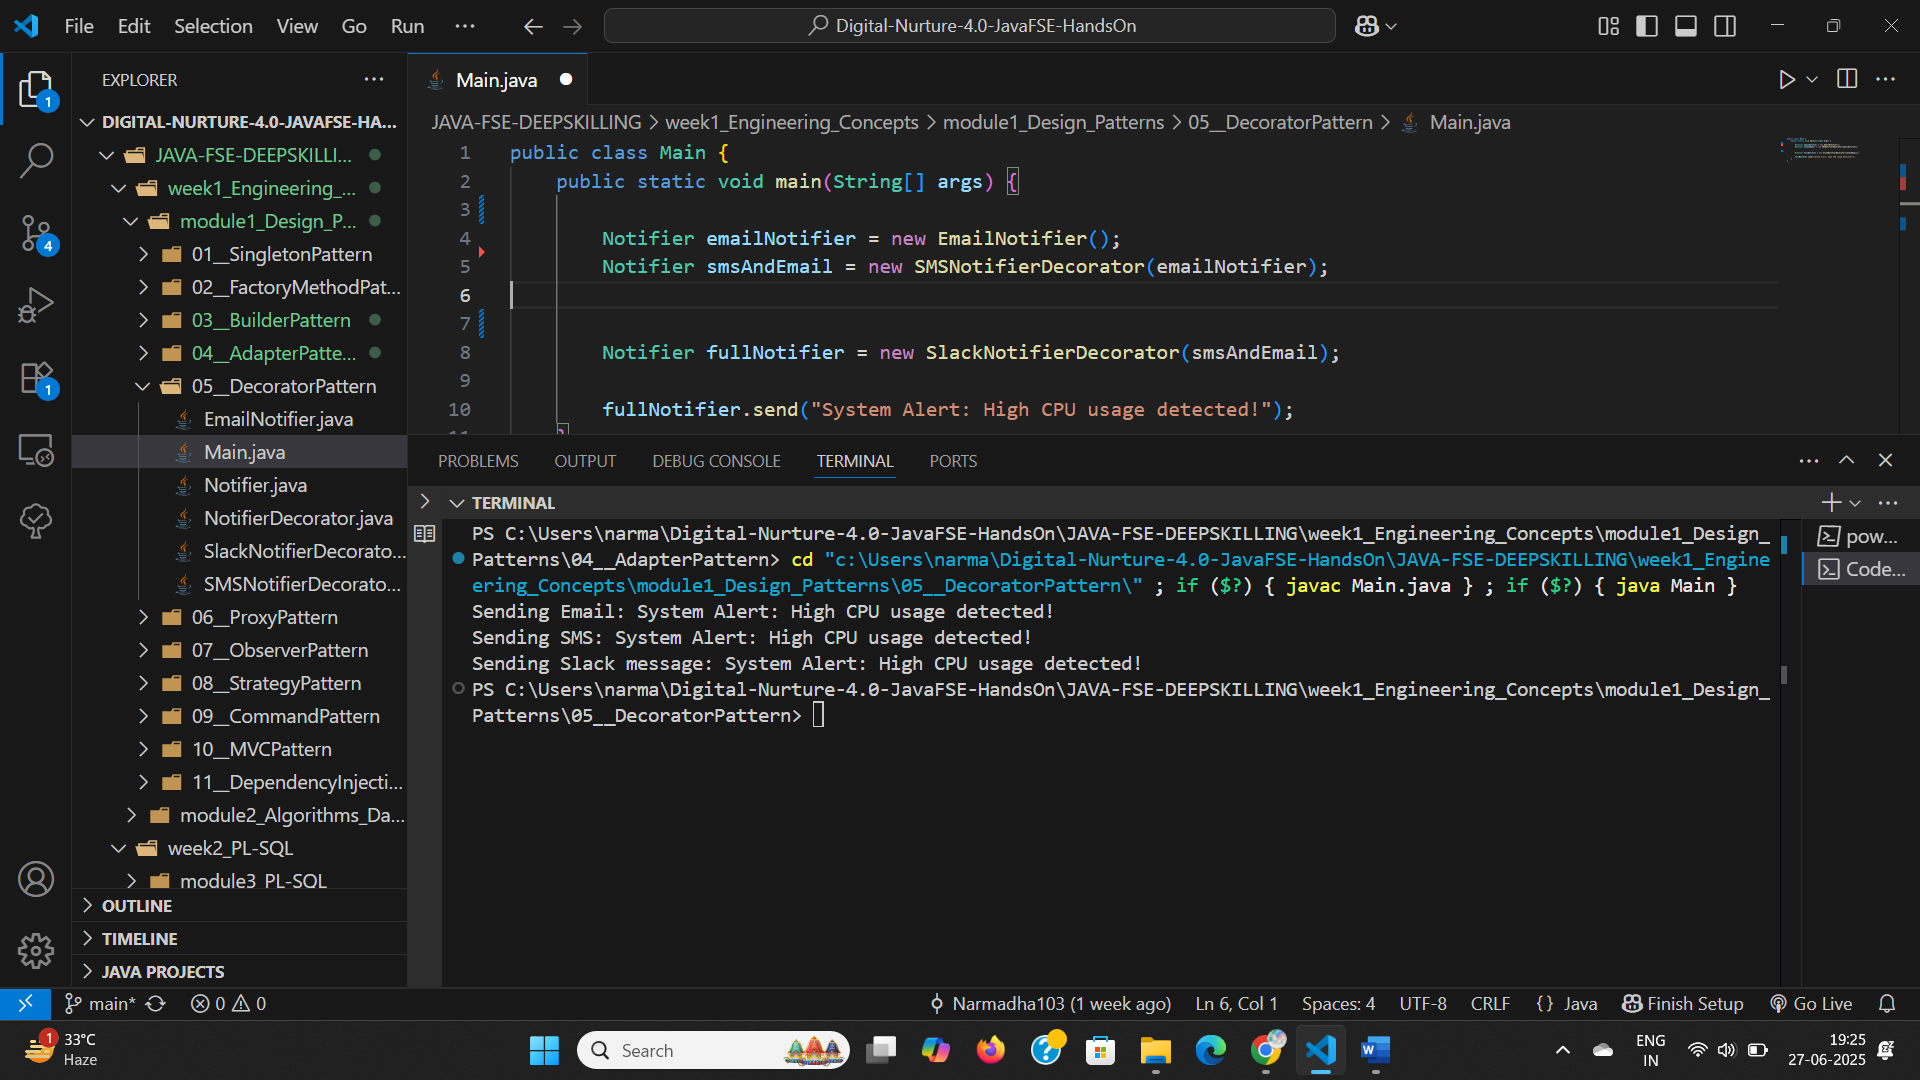 File Edit Selection View Go Run ... Digital-Nurture-4.0-JavaFSE-HandsOn
EXPLORER
DIGITAL-NURTURE-4.0-JAVAFSE-HA...
JAVA-FSE-DEEPSKILLI...
week1_Engineering_...
module1_Design_P...
01__SingletonPattern
02__FactoryMethodPat...
03__BuilderPattern
04__AdapterPatte...
05__DecoratorPattern
EmailNotifier.java
Main.java
Notifier.java
NotifierDecorator.java
SlackNotifierDecorato...
SMSNotifierDecorato...
06__ProxyPattern
07__ObserverPattern
08__StrategyPattern
09__CommandPattern
10__MVCPattern
11__DependencyInjecti...
module2_Algorithms_Da...
week2_PL-SQL
module3_PL-SQL
OUTLINE
TIMELINE
JAVA PROJECTS
1
4
1
Main.java
JAVA-FSE-DEEPSKILLING > week1_Engineering_Concepts > module1_Design_Patterns > 05__DecoratorPattern > Main.java
1 public class Main {
2 public static void main(String[] args) {
3
4 Notifier emailNotifier = new EmailNotifier();
5 Notifier smsAndEmail = new SMSNotifierDecorator(emailNotifier);
6
7
8 Notifier fullNotifier = new SlackNotifierDecorator(smsAndEmail);
9
10 fullNotifier.send("System Alert: High CPU usage detected!");
11 }
PROBLEMS OUTPUT DEBUG CONSOLE TERMINAL PORTS
TERMINAL
PS C:\Users\narma\Digital-Nurture-4.0-JavaFSE-HandsOn\JAVA-FSE-DEEPSKILLING\week1_Engineering_Concepts\module1_Design_
Patterns\04__AdapterPattern> cd "c:\Users\narma\Digital-Nurture-4.0-JavaFSE-HandsOn\JAVA-FSE-DEEPSKILLING\week1_Engine
ering_Concepts\module1_Design_Patterns\05__DecoratorPattern\" ; if ($?) { javac Main.java } ; if ($?) { java Main }
Sending Email: System Alert: High CPU usage detected!
Sending SMS: System Alert: High CPU usage detected!
Sending Slack message: System Alert: High CPU usage detected!
PS C:\Users\narma\Digital-Nurture-4.0-JavaFSE-HandsOn\JAVA-FSE-DEEPSKILLING\week1_Engineering_Concepts\module1_Design_
Patterns\05__DecoratorPattern>
pow...
Code...
main* 0 0 Narmadha103 (1 week ago) Ln 6, Col 1 Spaces: 4 UTF-8 CRLF {} Java Finish Setup Go Live
1
33°C
Haze
Search
ENG
IN
19:25
27-06-2025